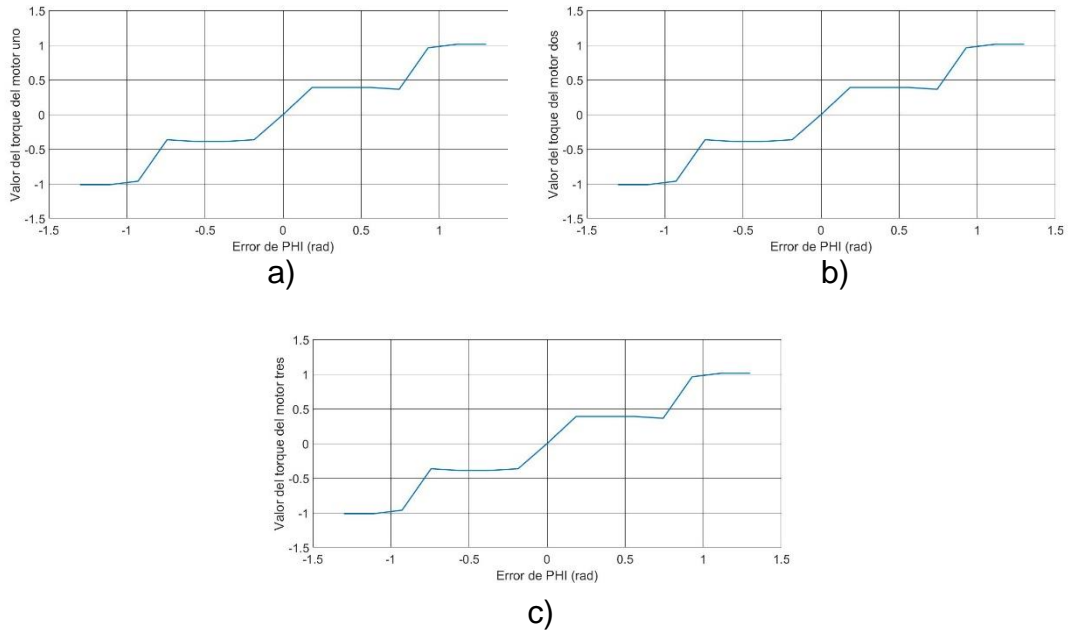 1.5
1
0.5
0
-0.5
-1
-1.5
-1.5 -1 -0.5 0 0.5 1
Valor del torque del motor uno
Error de PHI (rad)
a)
1.5
1
0.5
0
-0.5
-1
-1.5
-1.5 -1 -0.5 0 0.5 1 1.5
Valor del toque del motor dos
Error de PHI (rad)
b)
1.5
1
0.5
0
-0.5
-1
-1.5
-1.5 -1 -0.5 0 0.5 1 1.5
Valor del torque del motor tres
Error de PHI (rad)
c)